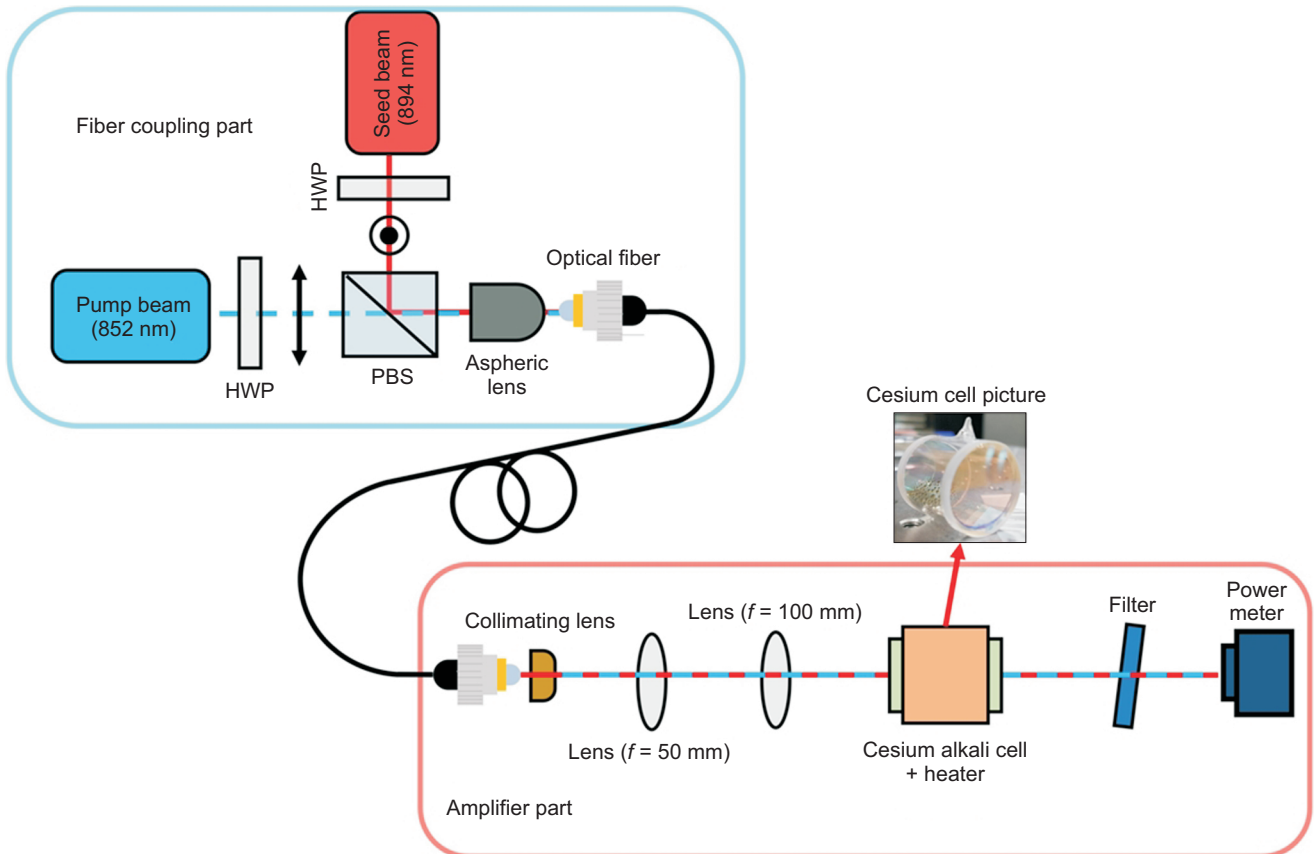 Seed beam
(894 nm)
Fiber coupling part
HWP
Optical fiber
Pump beam
(852 nm)
HWP
PBS
Aspheric
lens
Cesium cell picture
Collimating lens
Lens (f = 100 mm)
Filter
Power
meter
Lens (f = 50 mm)
Cesium alkali cell
+ heater
Amplifier part